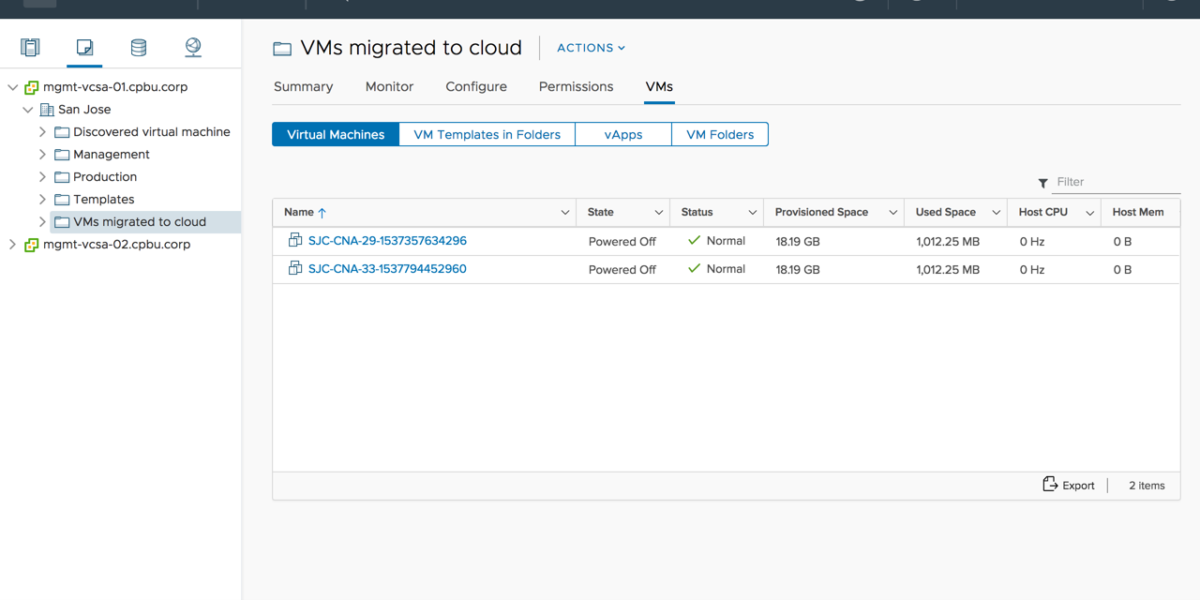 VMs migrated to cloud
ACTIONS
Summary Monitor Configure Permissions VMs
Virtual Machines VM Templates in Folders vApps VM Folders
mgmt-vcsa-01.cpbu.corp
San Jose
Discovered virtual machine
Management
Production
Templates
VMs migrated to cloud
mgmt-vcsa-02.cpbu.corp
Filter
Name State Status Provisioned Space Used Space Host CPU Host Mem
SJC-CNA-29-1537357634296 Powered Off Normal 18.19 GB 1,012.25 MB 0 Hz 0 B
SJC-CNA-33-1537794452960 Powered Off Normal 18.19 GB 1,012.25 MB 0 Hz 0 B
Export 2 items